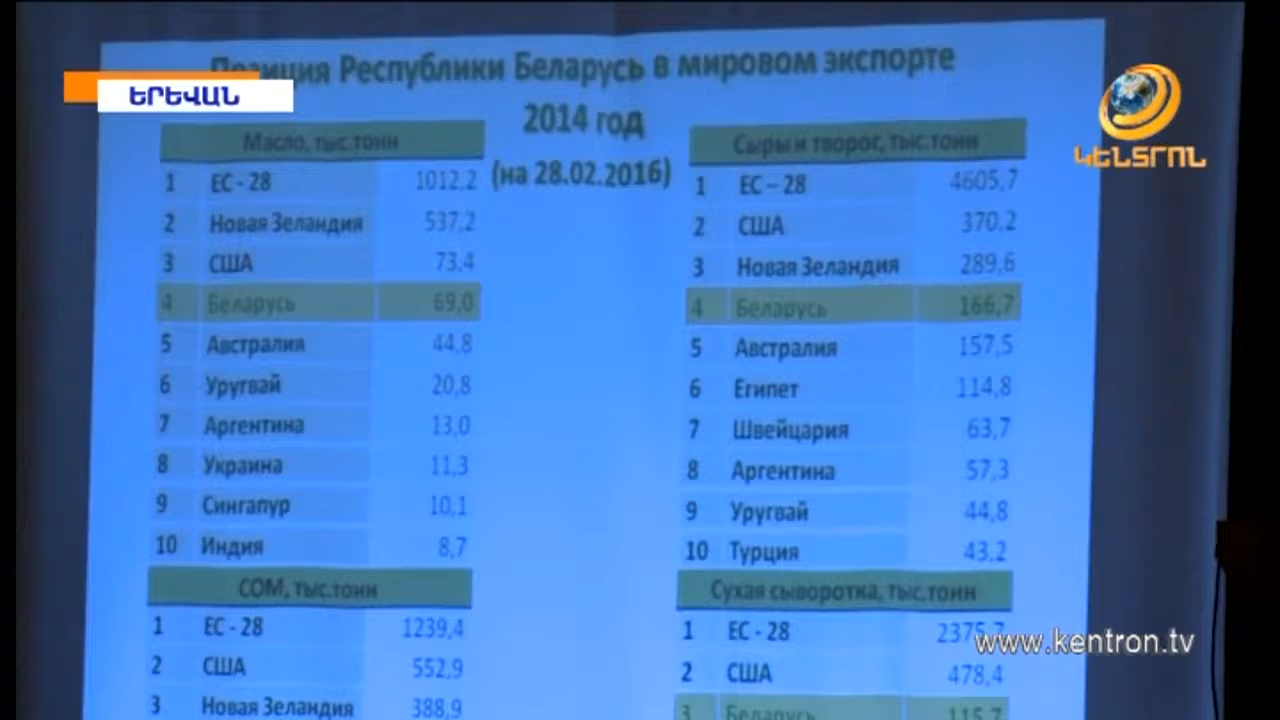 Позиция Республики Беларусь в мировом экспорте
2014 год
(на 28.02.2016)
ԵՐԵՎԱՆ
ԿԵՆՏՐՈՆ
Масло, тыс.тонн
1 ЕС - 28 1012,2
2 Новая Зеландия 537,2
3 США 73,4
4 Беларусь 69,0
5 Австралия 44,8
6 Уругвай 20,8
7 Аргентина 13,0
8 Украина 11,3
9 Сингапур 10,1
10 Индия 8,7
Сыры и творог, тыс.тонн
1 ЕС – 28 4605,7
2 США 370,2
3 Новая Зеландия 289,6
4 Беларусь 166,7
5 Австралия 157,5
6 Египет 114,8
7 Швейцария 63,7
8 Аргентина 57,3
9 Уругвай 44,8
10 Турция 43,2
СОМ, тыс.тонн
1 ЕС - 28 1239,4
2 США 552,9
3 Новая Зеландия 388,9
Сухая сыворотка, тыс.тонн
1 ЕС - 28 2375,7
2 США 478,4
3 Беларусь 115,7
www.kentron.tv